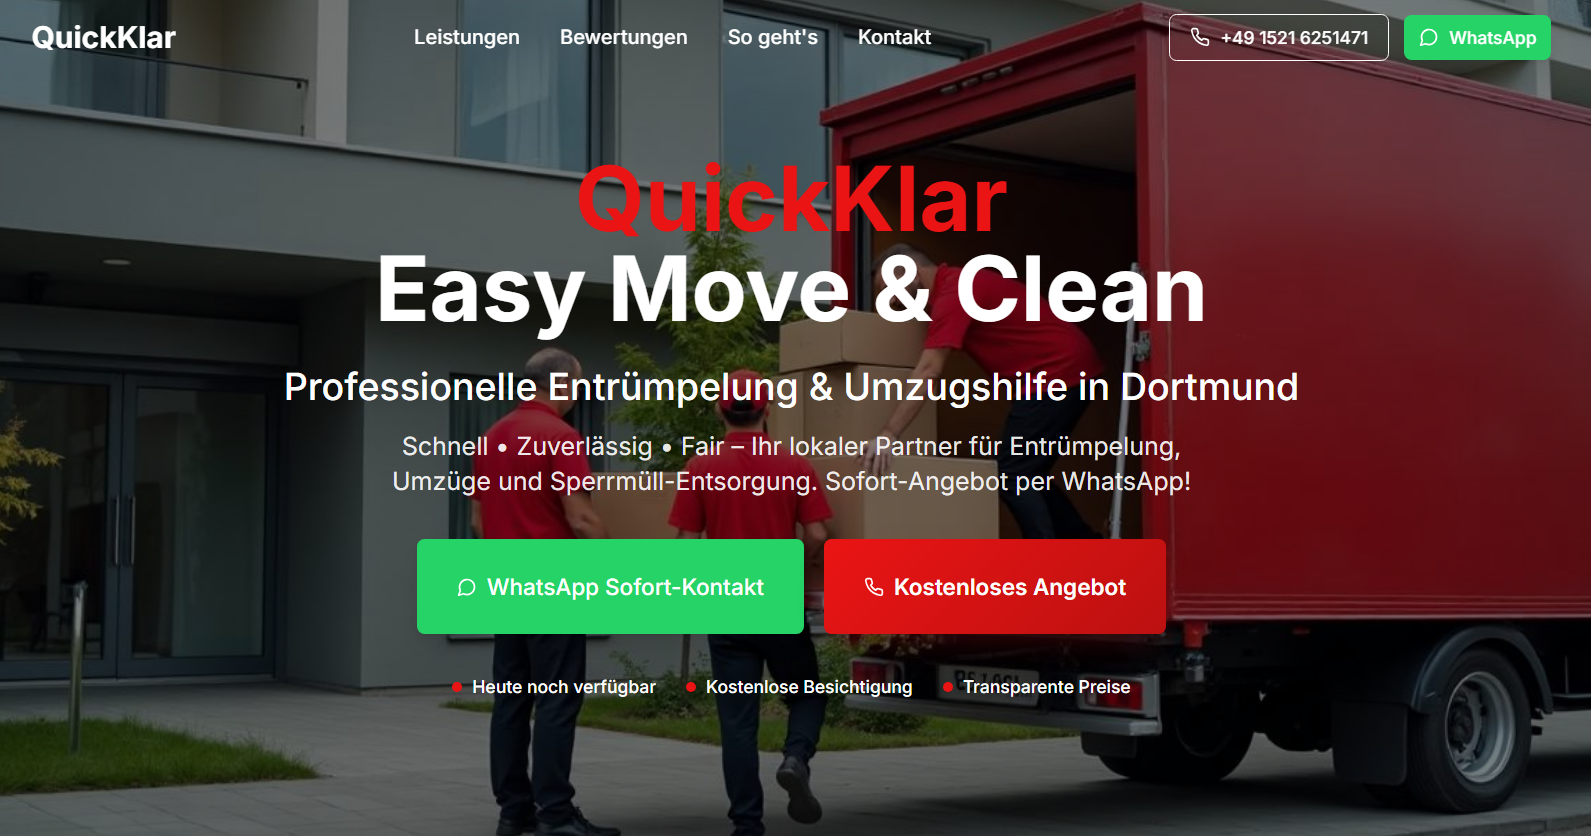 QuickKlar
Leistungen
Bewertungen
So geht's
Kontakt
+49 1521 6251471
WhatsApp
QuickKlar
Easy Move & Clean
Professionelle Entrümpelung & Umzugshilfe in Dortmund
Schnell • Zuverlässig • Fair – Ihr lokaler Partner für Entrümpelung,
Umzüge und Sperrmüll-Entsorgung. Sofort-Angebot per WhatsApp!
WhatsApp Sofort-Kontakt
Kostenloses Angebot
Heute noch verfügbar
Kostenlose Besichtigung
Transparente Preise